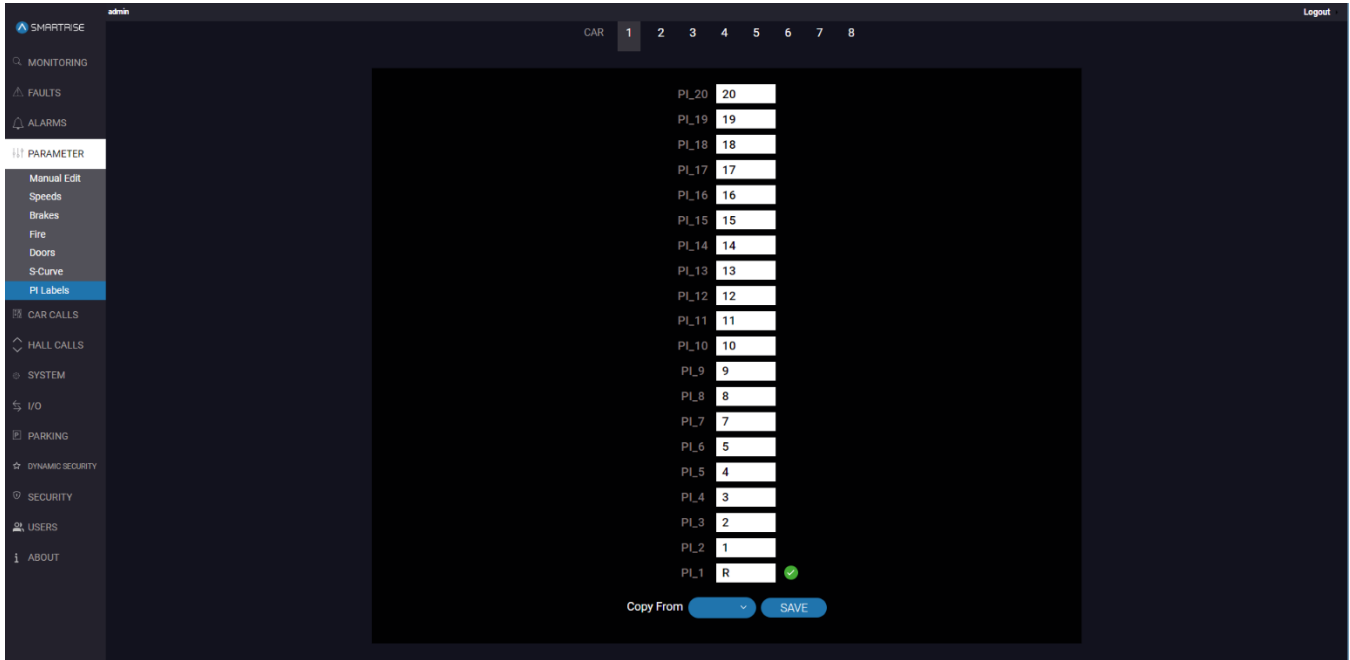 admin
Logout
SMARTRISE
CAR 1 2 3 4 5 6 7 8
MONITORING
FAULTS
ALARMS
PARAMETER
Manual Edit
Speeds
Brakes
Fire
Doors
S-Curve
PI Labels
CAR CALLS
HALL CALLS
SYSTEM
I/O
PARKING
DYNAMIC SECURITY
SECURITY
USERS
ABOUT
PI_20 20
PI_19 19
PI_18 18
PI_17 17
PI_16 16
PI_15 15
PI_14 14
PI_13 13
PI_12 12
PI_11 11
PI_10 10
PI_9 9
PI_8 8
PI_7 7
PI_6 5
PI_5 4
PI_4 3
PI_3 2
PI_2 1
PI_1 R
Copy From SAVE